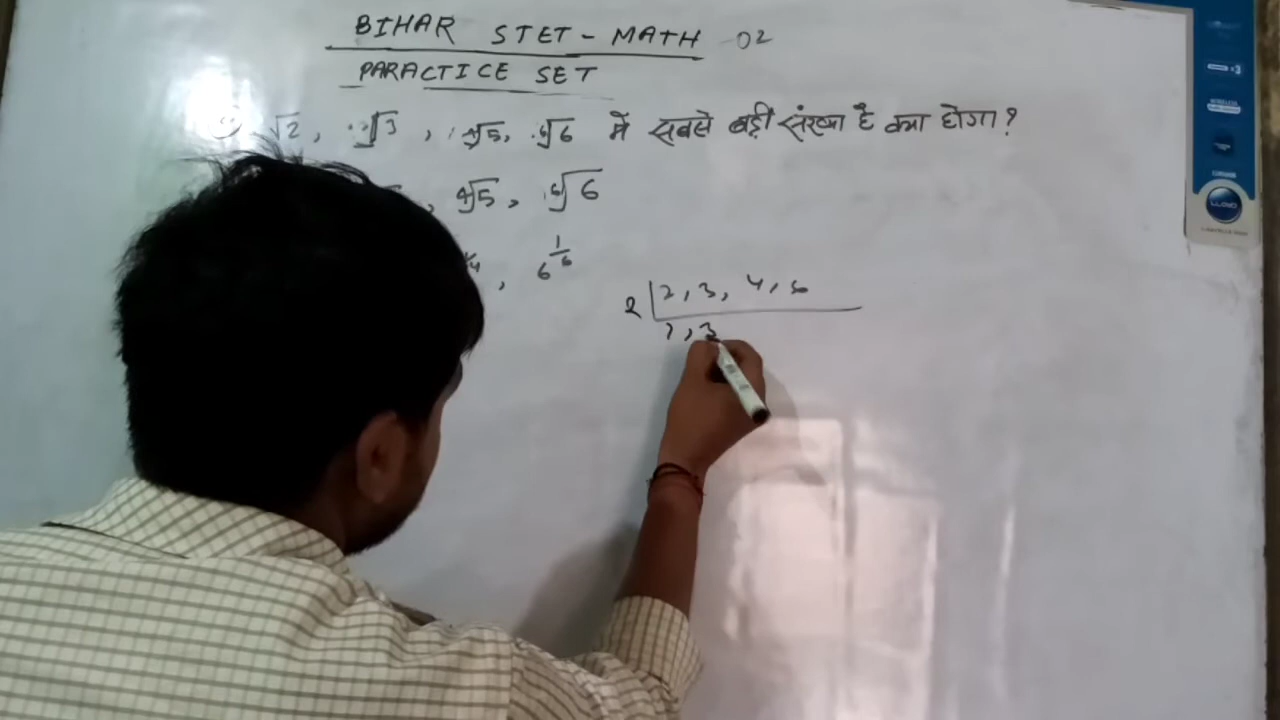 BIHAR STET - MATH - 02
PARACTICE SET
√2, ∛3, ∜5, ⁶√6 में सबसे बड़ी संख्या है क्या होगा ?
, ∜5, ⁶√6
, 6^(1/6)
2 | 2, 3, 4, 6
1, 3